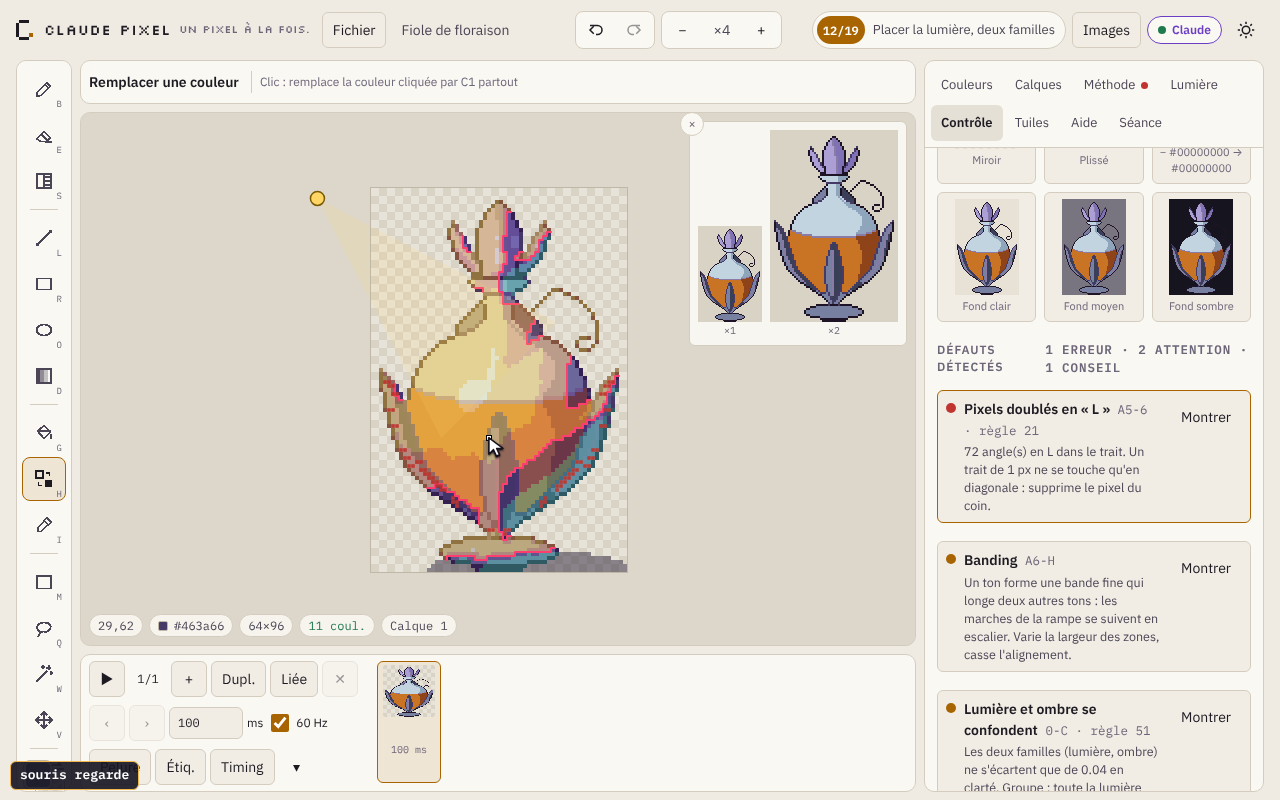 CLAUDE PIXEL UN PIXEL À LA FOIS.
Fichier
Fiole de floraison
− ×4 +
12/19 Placer la lumière, deux familles
Images
Claude
B
E
S
L
R
O
D
G
H
I
M
Q
W
V
Remplacer une couleur
Clic : remplace la couleur cliquée par C1 partout
×
×1
×2
29,62
#463a66
64×96
11 coul.
Calque 1
1/1
+
Dupl.
Liée
×
‹
›
100 ms
60 Hz
Étiq.
Timing
▼
100 ms
souris regarde
Couleurs
Calques
Méthode
Lumière
Contrôle
Tuiles
Aide
Séance
Miroir
Plissé
– #00000000 →
#00000000
Fond clair
Fond moyen
Fond sombre
DÉFAUTS DÉTECTÉS
1 ERREUR · 2 ATTENTION · 1 CONSEIL
Pixels doublés en « L » A5-6
· règle 21
Montrer
72 angle(s) en L dans le trait. Un
trait de 1 px ne se touche qu'en
diagonale : supprime le pixel du
coin.
Banding A6-H
Montrer
Un ton forme une bande fine qui
longe deux autres tons : les
marches de la rampe se suivent en
escalier. Varie la largeur des zones,
casse l'alignement.
Lumière et ombre se
confondent 0-C · règle 51
Montrer
Les deux familles (lumière, ombre)
ne s'écartent que de 0.04 en
clarté. Groupe : toute la lumière